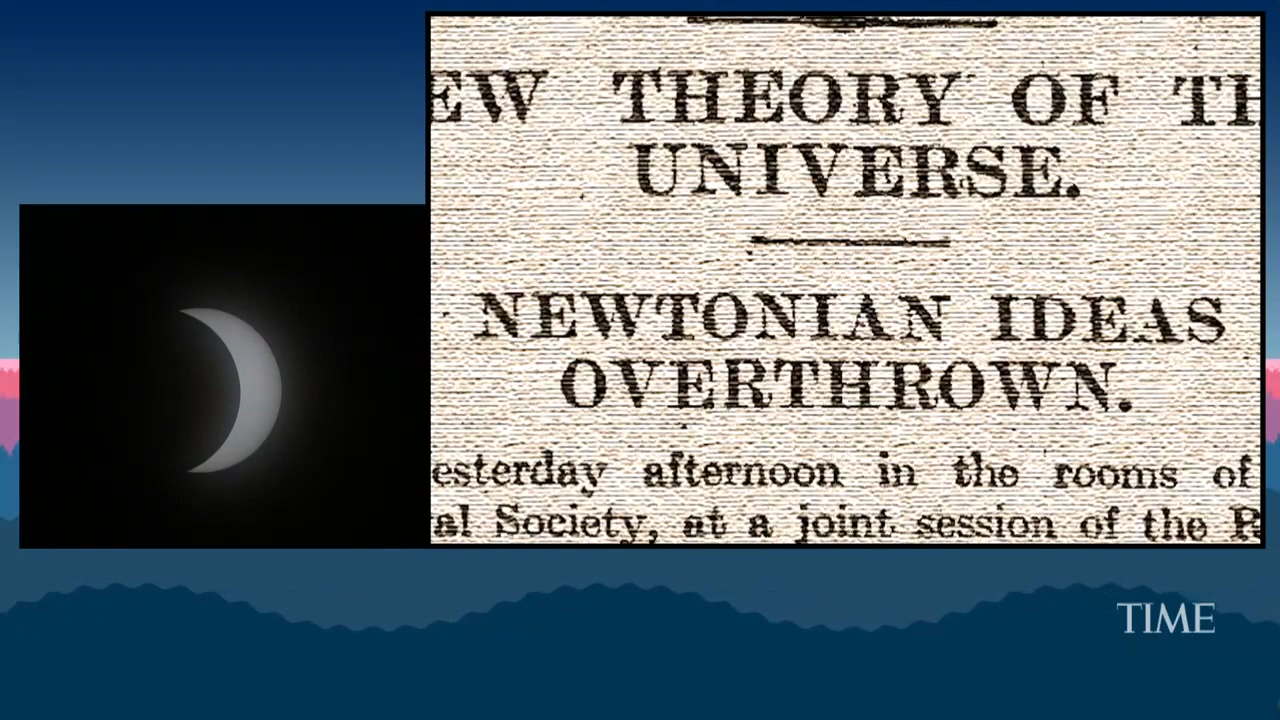 EW THEORY OF TH
UNIVERSE.
NEWTONIAN IDEAS
OVERTHROWN.
esterday afternoon in the rooms of
al Society, at a joint session of the R
TIME